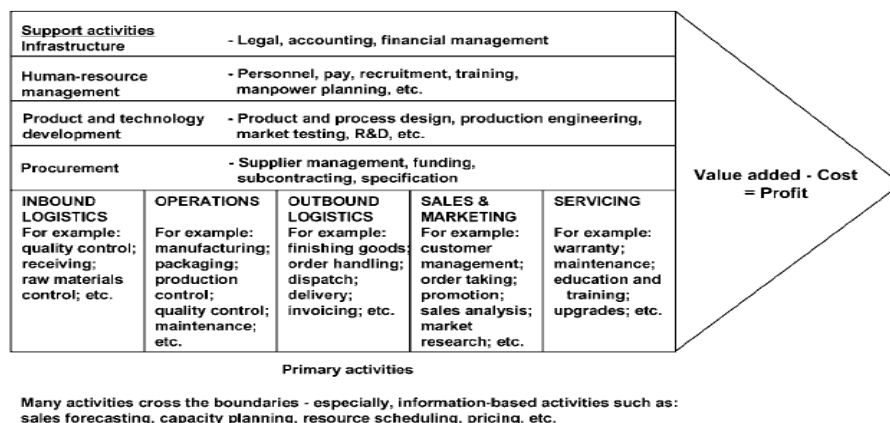 Support activities
Infrastructure - Legal, accounting, financial management
Human-resource - Personnel, pay, recruitment, training,
management manpower planning, etc.
Product and technology - Product and process design, production engineering,
development market testing, R&D, etc.
Procurement - Supplier management, funding,
subcontracting, specification
Value added - Cost
= Profit
INBOUND
LOGISTICS
For example:
quality control;
receiving;
raw materials
control; etc.
OPERATIONS
For example:
manufacturing;
packaging;
production
control;
quality control;
maintenance;
etc.
OUTBOUND
LOGISTICS
For example:
finishing goods;
order handling;
dispatch;
delivery;
invoicing; etc.
SALES &
MARKETING
For example:
customer
management;
order taking;
promotion;
sales analysis;
market
research; etc.
SERVICING
For example:
warranty;
maintenance;
education and
training;
upgrades; etc.
Primary activities
Many activities cross the boundaries - especially, information-based activities such as:
sales forecasting, capacity planning, resource scheduling, pricing, etc.